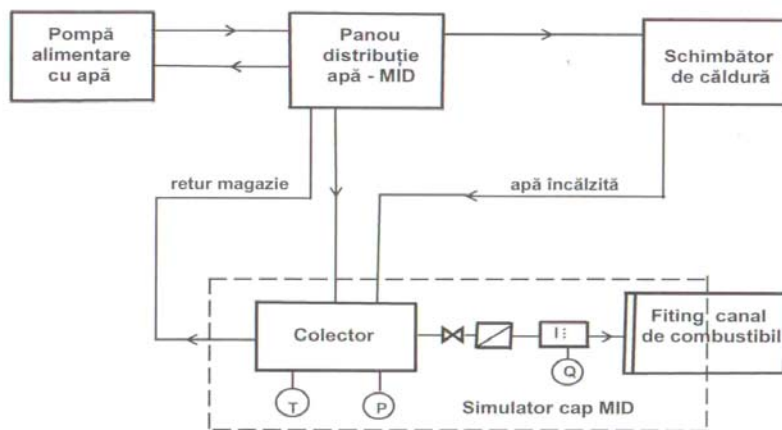 Pompă
alimentare
cu apă
Panou
distribuție
apă - MID
Schimbător
de căldură
retur magazie
apă încălzită
Colector
Fiting canal
de combustibil
T
P
Q
Simulator cap MID